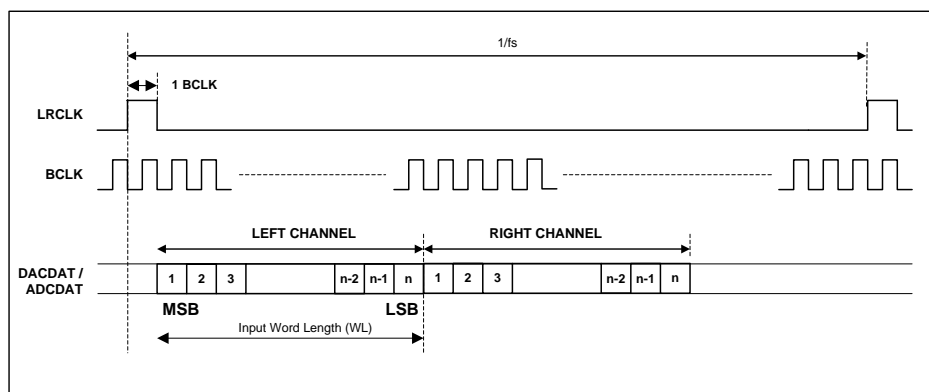 1/fs
1 BCLK
LRCLK
BCLK
LEFT CHANNEL
RIGHT CHANNEL
DACDAT /
ADCDAT
1 2 3 n-2 n-1 n 1 2 3 n-2 n-1 n
MSB LSB
Input Word Length (WL)